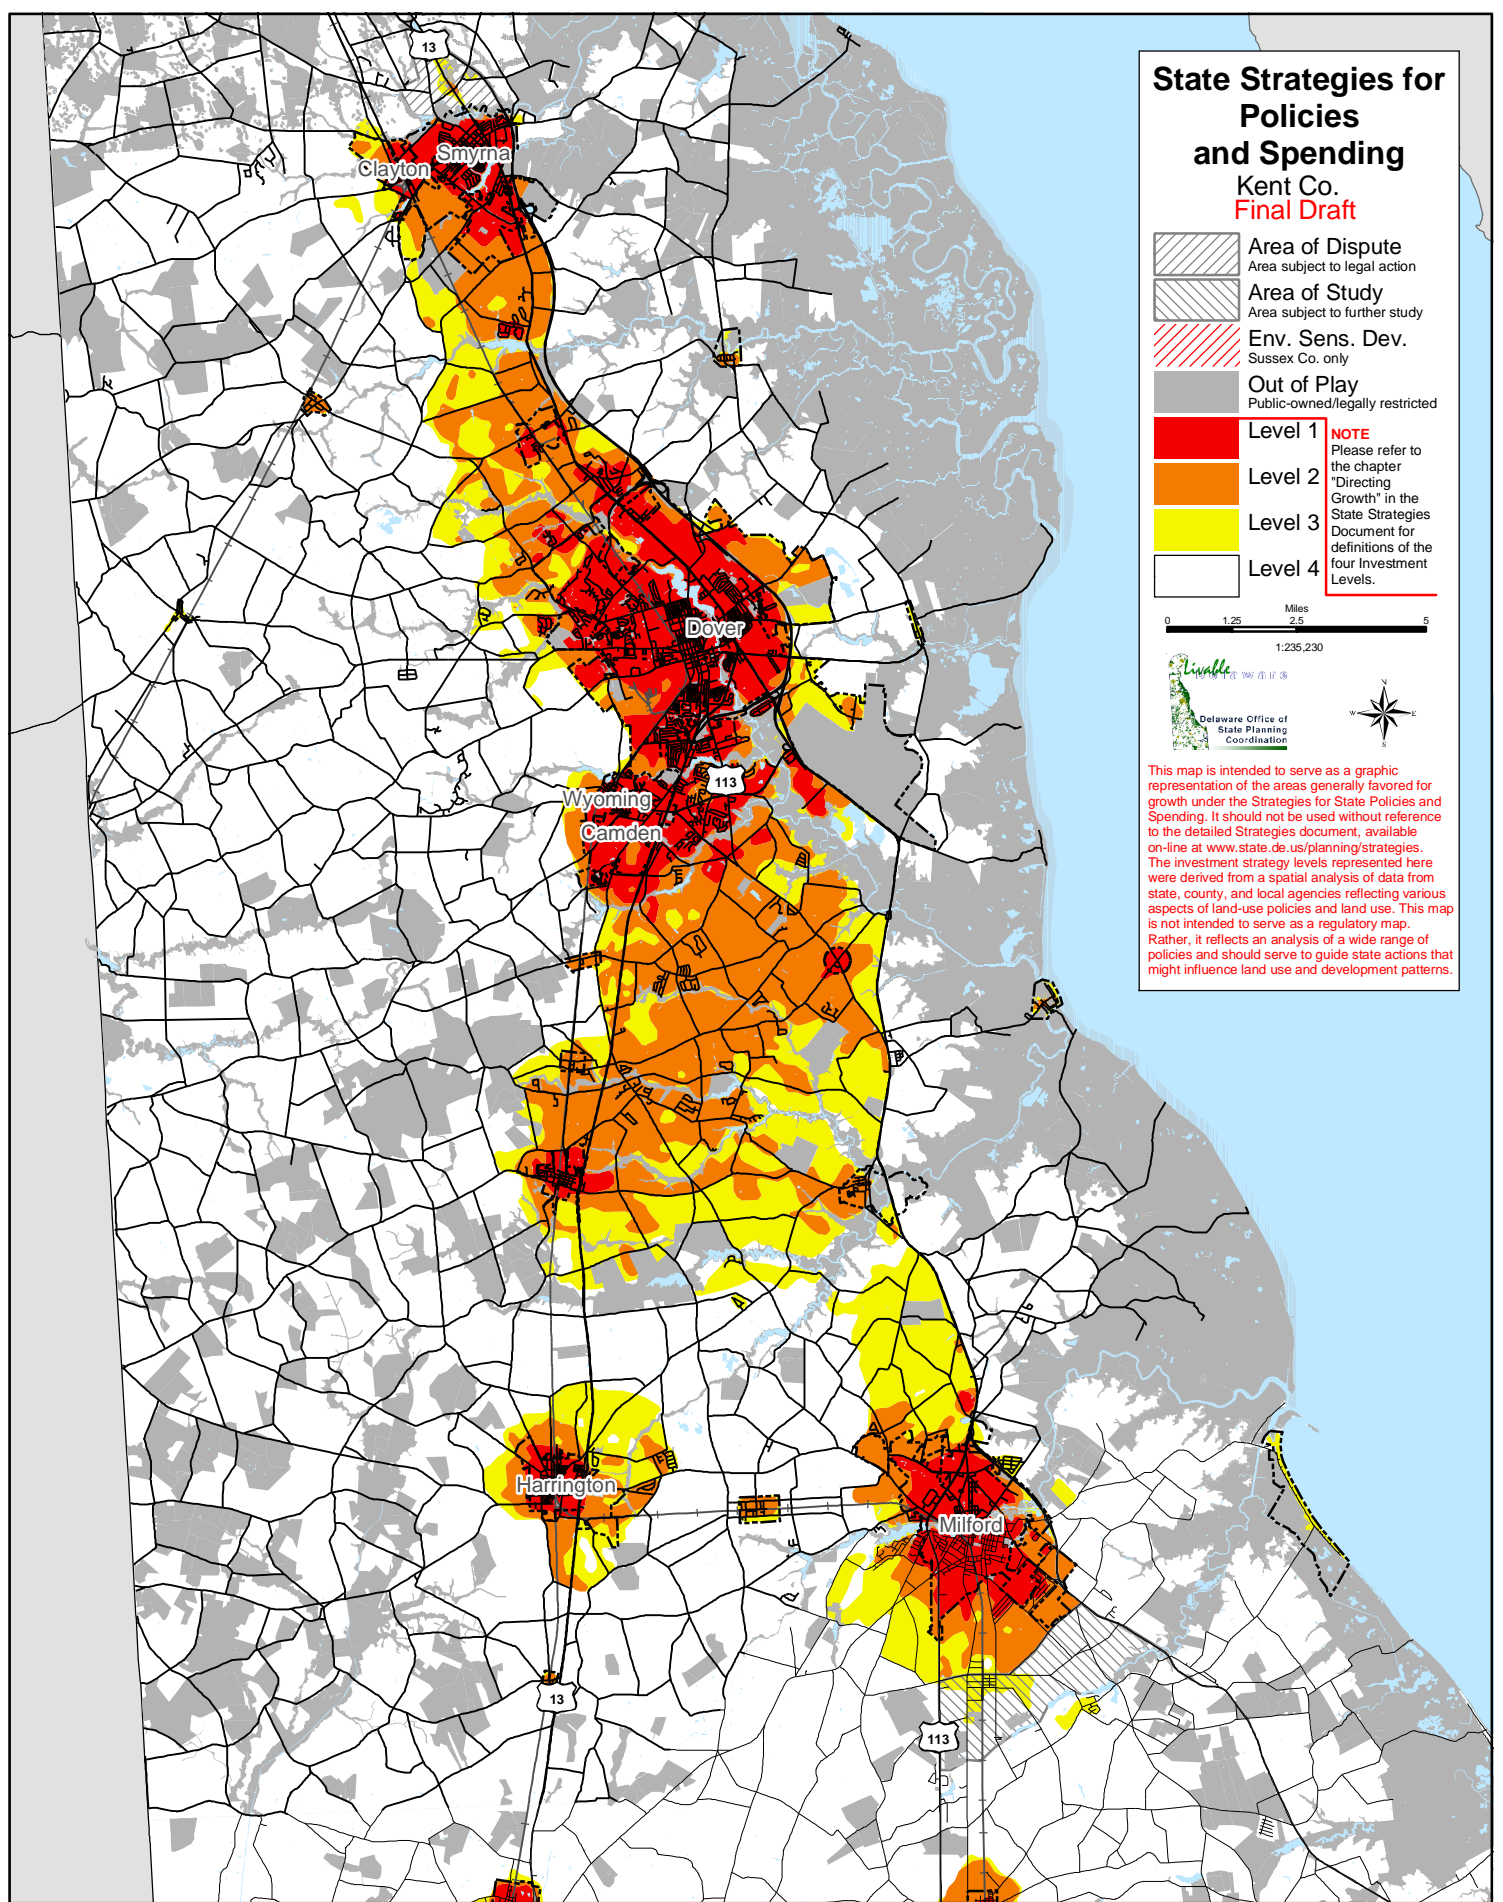 State Strategies for
Policies
and Spending
Kent Co.
Final Draft
Area of Dispute
Area subject to legal action
Area of Study
Area subject to further study
Env. Sens. Dev.
Sussex Co. only
Out of Play
Public-owned/legally restricted
Level 1
Level 2
Level 3
Level 4
NOTE
Please refer to
the chapter
"Directing
Growth" in the
State Strategies
Document for
definitions of the
four Investment
Levels.
Miles
0 1.25 2.5 5
1:235,230
Livable
Delaware
Delaware Office of
State Planning
Coordination
N
W E
S
This map is intended to serve as a graphic
representation of the areas generally favored for
growth under the Strategies for State Policies and
Spending. It should not be used without reference
to the detailed Strategies document, available
on-line at www.state.de.us/planning/strategies.
The investment strategy levels represented here
were derived from a spatial analysis of data from
state, county, and local agencies reflecting various
aspects of land-use policies and land use. This map
is not intended to serve as a regulatory map.
Rather, it reflects an analysis of a wide range of
policies and should serve to guide state actions that
might influence land use and development patterns.
13
Smyrna
Clayton
Dover
113
Wyoming
Camden
Harrington
Milford
13
113